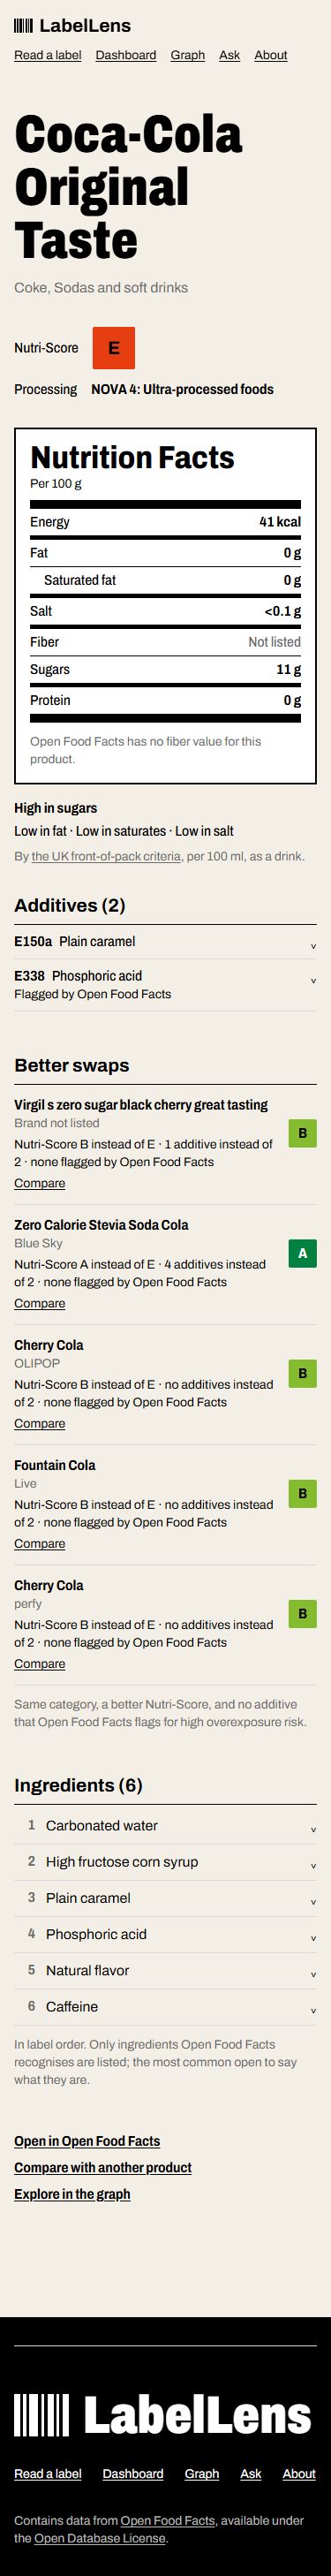 LabelLens
Read a label Dashboard Graph Ask About
Coca-Cola
Original
Taste
Coke, Sodas and soft drinks
Nutri-Score E
Processing NOVA 4: Ultra-processed foods
Nutrition Facts
Per 100 g
Energy 41 kcal
Fat 0 g
Saturated fat 0 g
Salt <0.1 g
Fiber Not listed
Sugars 11 g
Protein 0 g
Open Food Facts has no fiber value for this
product.
High in sugars
Low in fat · Low in saturates · Low in salt
By the UK front-of-pack criteria, per 100 ml, as a drink.
Additives (2)
E150a Plain caramel v
E338 Phosphoric acid v
Flagged by Open Food Facts
Better swaps
Virgil s zero sugar black cherry great tasting
Brand not listed
B
Nutri-Score B instead of E · 1 additive instead of
2 · none flagged by Open Food Facts
Compare
Zero Calorie Stevia Soda Cola
Blue Sky
A
Nutri-Score A instead of E · 4 additives instead
of 2 · none flagged by Open Food Facts
Compare
Cherry Cola
OLIPOP
B
Nutri-Score B instead of E · no additives instead
of 2 · none flagged by Open Food Facts
Compare
Fountain Cola
Live
B
Nutri-Score B instead of E · no additives instead
of 2 · none flagged by Open Food Facts
Compare
Cherry Cola
perfy
B
Nutri-Score B instead of E · no additives instead
of 2 · none flagged by Open Food Facts
Compare
Same category, a better Nutri-Score, and no additive
that Open Food Facts flags for high overexposure risk.
Ingredients (6)
1 Carbonated water v
2 High fructose corn syrup v
3 Plain caramel v
4 Phosphoric acid v
5 Natural flavor v
6 Caffeine v
In label order. Only ingredients Open Food Facts
recognises are listed; the most common open to say
what they are.
Open in Open Food Facts
Compare with another product
Explore in the graph
LabelLens
Read a label Dashboard Graph Ask About
Contains data from Open Food Facts, available under
the Open Database License.